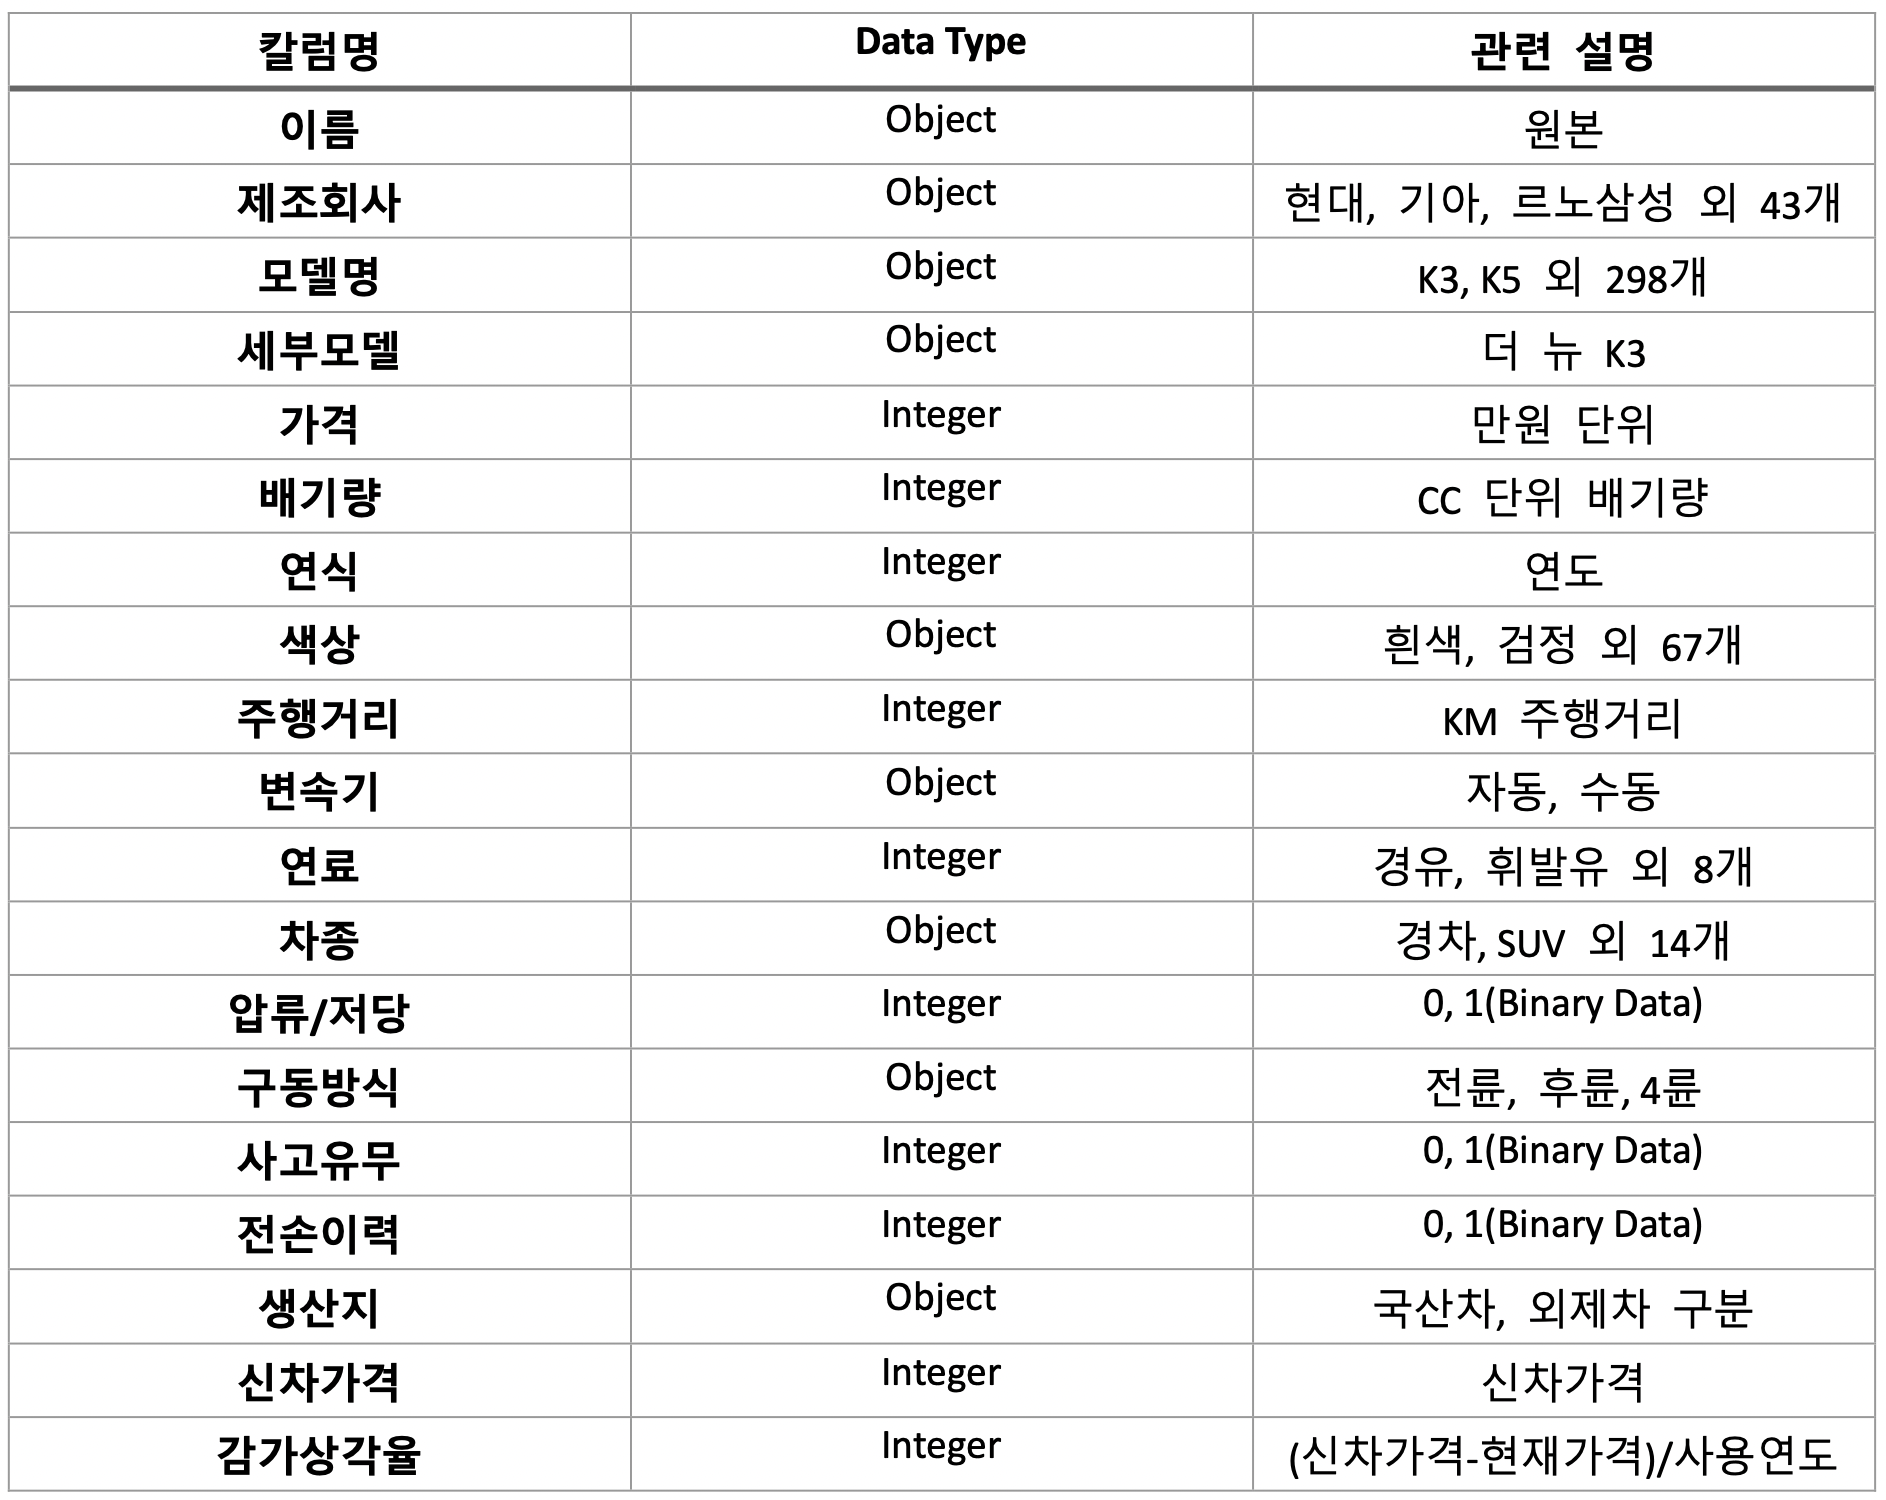 칼럼명 Data Type 관련 설명
이름 Object 원본
제조회사 Object 현대, 기아, 르노삼성 외 43개
모델명 Object K3, K5 외 298개
세부모델 Object 더 뉴 K3
가격 Integer 만원 단위
배기량 Integer CC 단위 배기량
연식 Integer 연도
색상 Object 흰색, 검정 외 67개
주행거리 Integer KM 주행거리
변속기 Object 자동, 수동
연료 Integer 경유, 휘발유 외 8개
차종 Object 경차, SUV 외 14개
압류/저당 Integer 0, 1(Binary Data)
구동방식 Object 전륜, 후륜, 4륜
사고유무 Integer 0, 1(Binary Data)
전손이력 Integer 0, 1(Binary Data)
생산지 Object 국산차, 외제차 구분
신차가격 Integer 신차가격
감가상각율 Integer (신차가격-현재가격)/사용연도